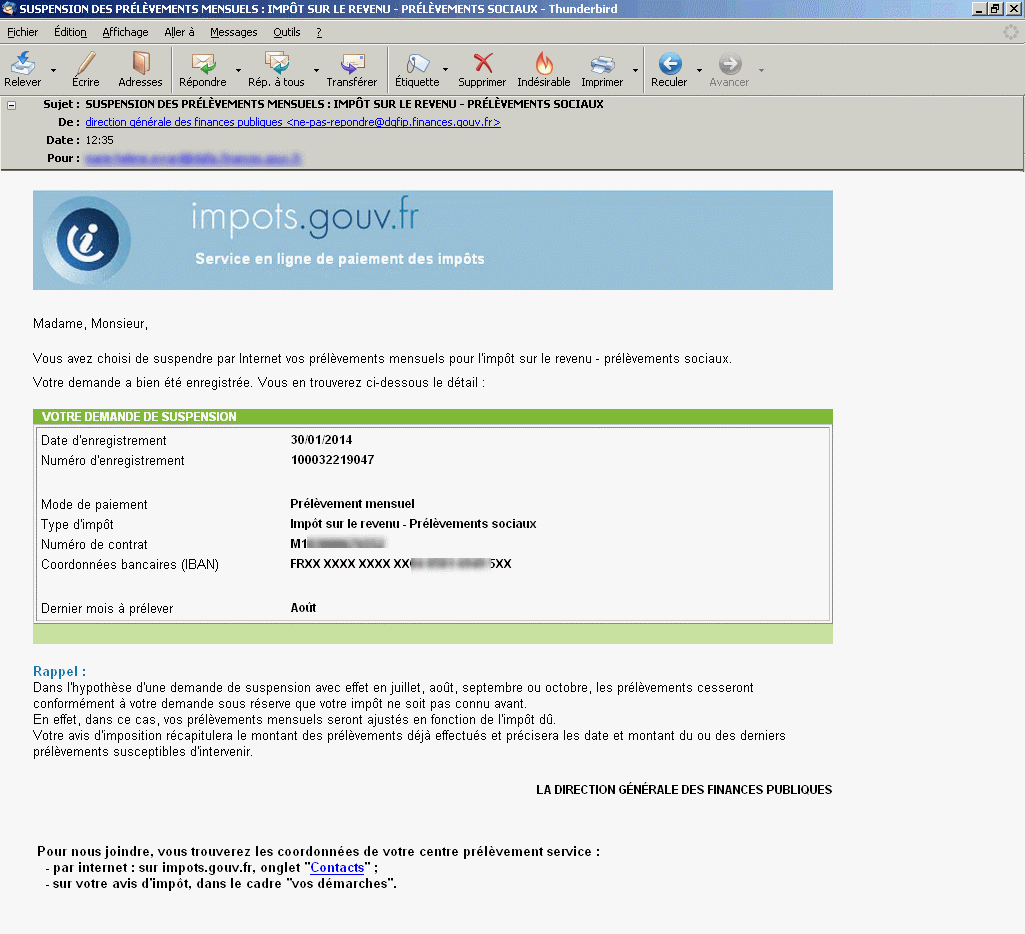 SUSPENSION DES PRÉLÈVEMENTS MENSUELS : IMPÔT SUR LE REVENU - PRÉLÈVEMENTS SOCIAUX - Thunderbird
Fichier Édition Affichage Aller à Messages Outils ?
Relever Écrire Adresses Répondre Rép. à tous Transférer Étiquette Supprimer Indésirable Imprimer Reculer Avancer
Sujet : SUSPENSION DES PRÉLÈVEMENTS MENSUELS : IMPÔT SUR LE REVENU - PRÉLÈVEMENTS SOCIAUX
De : direction générale des finances publiques <ne-pas-repondre@dgfip.finances.gouv.fr>
Date : 12:35
Pour :
impots.gouv.fr
Service en ligne de paiement des impôts
Madame, Monsieur,
Vous avez choisi de suspendre par Internet vos prélèvements mensuels pour l'impôt sur le revenu - prélèvements sociaux.
Votre demande a bien été enregistrée. Vous en trouverez ci-dessous le détail :
VOTRE DEMANDE DE SUSPENSION
Date d'enregistrement 30/01/2014
Numéro d'enregistrement 100032219047
Mode de paiement Prélèvement mensuel
Type d'impôt Impôt sur le revenu - Prélèvements sociaux
Numéro de contrat M1
Coordonnées bancaires (IBAN) FRXX XXXX XXXX XX 5XX
Dernier mois à prélever Août
Rappel :
Dans l'hypothèse d'une demande de suspension avec effet en juillet, août, septembre ou octobre, les prélèvements cesseront
conformément à votre demande sous réserve que votre impôt ne soit pas connu avant.
En effet, dans ce cas, vos prélèvements mensuels seront ajustés en fonction de l'impôt dû.
Votre avis d'imposition récapitulera le montant des prélèvements déjà effectués et précisera les date et montant du ou des derniers
prélèvements susceptibles d'intervenir.
LA DIRECTION GÉNÉRALE DES FINANCES PUBLIQUES
Pour nous joindre, vous trouverez les coordonnées de votre centre prélèvement service :
- par internet : sur impots.gouv.fr, onglet "Contacts" ;
- sur votre avis d'impôt, dans le cadre "vos démarches".